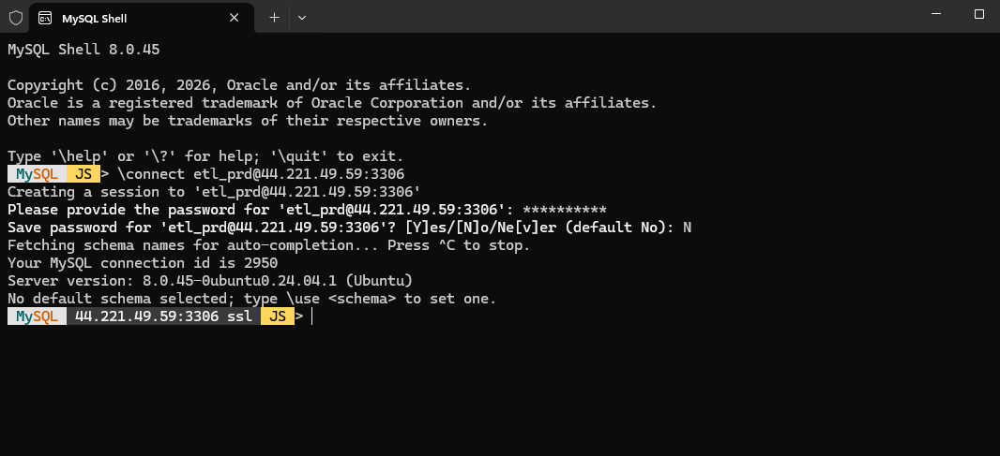 MySQL Shell
MySQL Shell 8.0.45
Copyright (c) 2016, 2026, Oracle and/or its affiliates.
Oracle is a registered trademark of Oracle Corporation and/or its affiliates.
Other names may be trademarks of their respective owners.
Type '\help' or '\?' for help; '\quit' to exit.
MySQL JS > \connect etl_prd@44.221.49.59:3306
Creating a session to 'etl_prd@44.221.49.59:3306'
Please provide the password for 'etl_prd@44.221.49.59:3306': **********
Save password for 'etl_prd@44.221.49.59:3306'? [Y]es/[N]o/Ne[v]er (default No): N
Fetching schema names for auto-completion... Press ^C to stop.
Your MySQL connection id is 2950
Server version: 8.0.45-0ubuntu0.24.04.1 (Ubuntu)
No default schema selected; type \use <schema> to set one.
MySQL 44.221.49.59:3306 ssl JS >